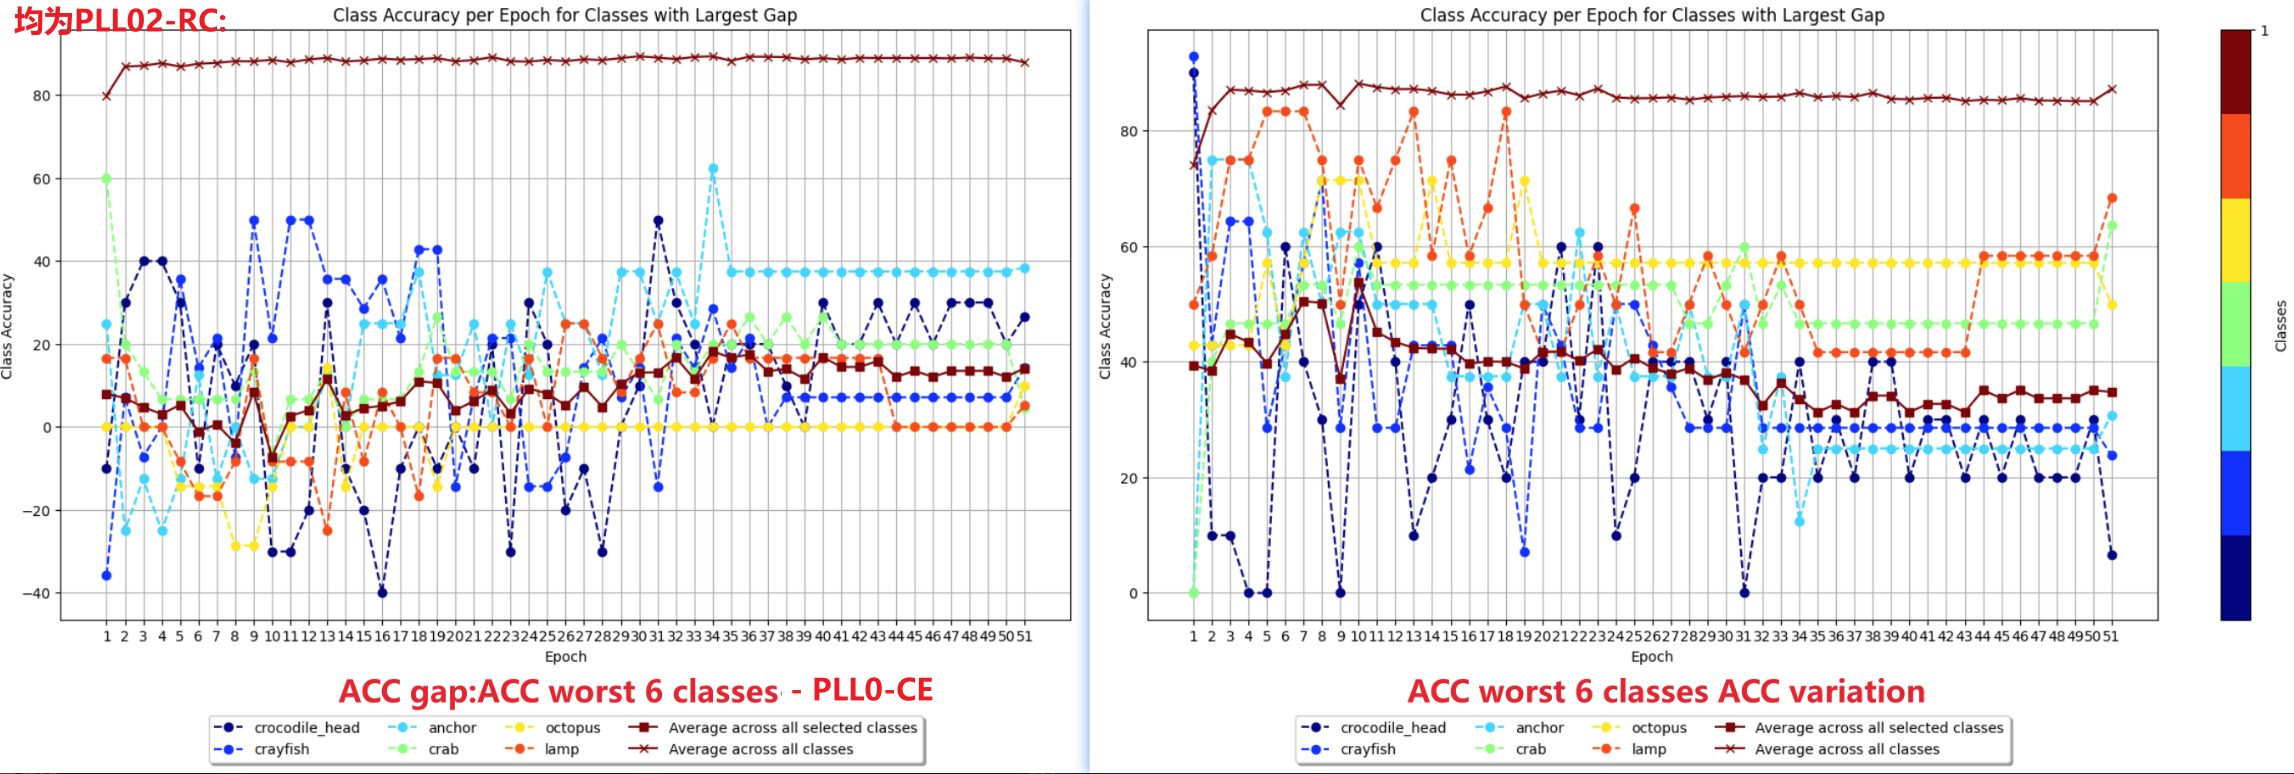 均为PLL02-RC:
Class Accuracy per Epoch for Classes with Largest Gap
Class Accuracy
80
60
40
20
0
−20
−40
1 2 3 4 5 6 7 8 9 10 11 12 13 14 15 16 17 18 19 20 21 22 23 24 25 26 27 28 29 30 31 32 33 34 35 36 37 38 39 40 41 42 43 44 45 46 47 48 49 50 51
Epoch
ACC gap:ACC worst 6 classes - PLL0-CE
crocodile_head anchor octopus Average across all selected classes
crayfish crab lamp Average across all classes
Class Accuracy per Epoch for Classes with Largest Gap
Class Accuracy
80
60
40
20
0
1 2 3 4 5 6 7 8 9 10 11 12 13 14 15 16 17 18 19 20 21 22 23 24 25 26 27 28 29 30 31 32 33 34 35 36 37 38 39 40 41 42 43 44 45 46 47 48 49 50 51
Epoch
ACC worst 6 classes ACC variation
crocodile_head anchor octopus Average across all selected classes
crayfish crab lamp Average across all classes
1
Classes